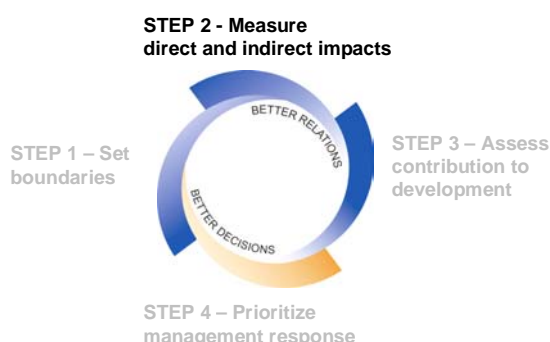 STEP 2 - Measure
direct and indirect impacts
BETTER RELATIONS
STEP 1 – Set
boundaries
STEP 3 – Assess
contribution to
development
BETTER DECISIONS
STEP 4 – Prioritize
management response